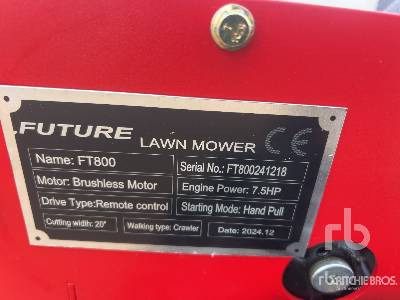 FUTURE LAWN MOWER CE
Name: FT800
Serial No.: FT800241218
Motor: Brushless Motor
Engine Power: 7.5HP
Drive Type:Remote control
Starting Mode: Hand Pull
Cutting width: 20"
Walking type: Crawler
Date: 2024.12
rb
RITCHIE BROS.
Auctioneers